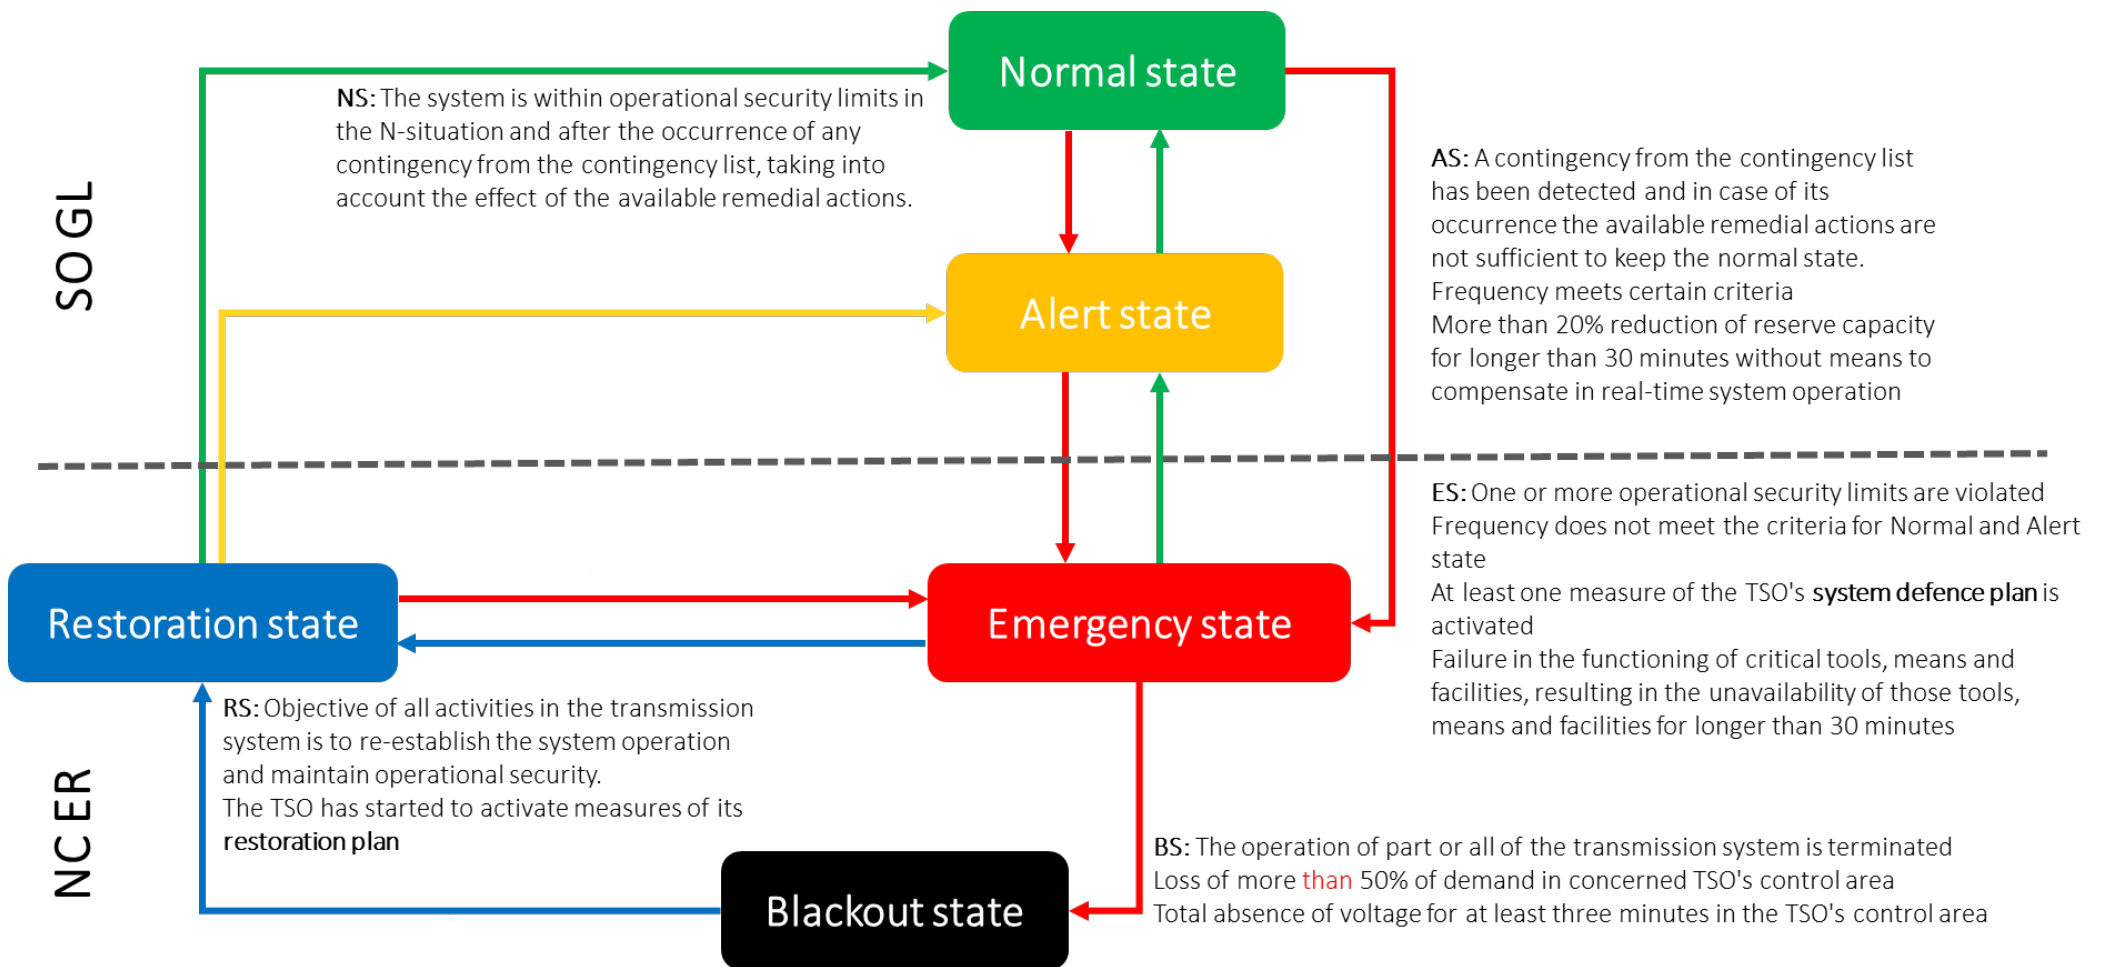 Normal state
NS: The system is within operational security limits in
the N-situation and after the occurrence of any
contingency from the contingency list, taking into
account the effect of the available remedial actions.
SO GL
AS: A contingency from the contingency list
has been detected and in case of its
occurrence the available remedial actions are
not sufficient to keep the normal state.
Frequency meets certain criteria
More than 20% reduction of reserve capacity
for longer than 30 minutes without means to
compensate in real-time system operation
Alert state
ES: One or more operational security limits are violated
Frequency does not meet the criteria for Normal and Alert
state
At least one measure of the TSO's system defence plan is
activated
Failure in the functioning of critical tools, means and
facilities, resulting in the unavailability of those tools,
means and facilities for longer than 30 minutes
Restoration state
Emergency state
RS: Objective of all activities in the transmission
system is to re-establish the system operation
and maintain operational security.
The TSO has started to activate measures of its
restoration plan
NC ER
BS: The operation of part or all of the transmission system is terminated
Loss of more than 50% of demand in concerned TSO's control area
Total absence of voltage for at least three minutes in the TSO's control area
Blackout state